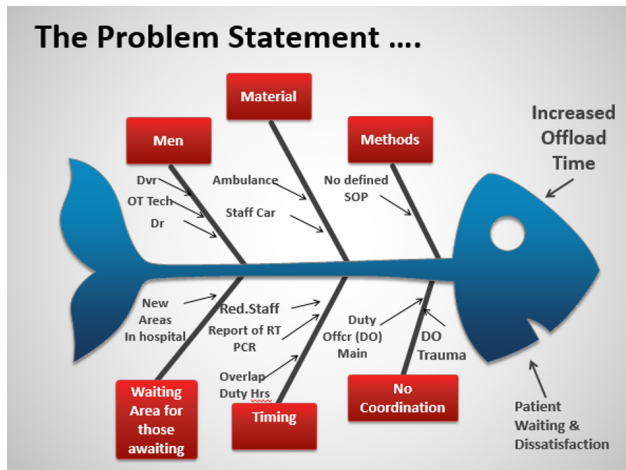 The Problem Statement ....
Material
Men
Methods
Increased
Offload
Time
Dvr
OT Tech
Dr
Ambulance
Staff Car
No defined
SOP
New
Areas
In hospital
Red.Staff
Report of RT
PCR
Overlap
Duty Hrs
Duty
Offcr (DO)
Main
DO
Trauma
Waiting
Area for
those
awaiting
Timing
No
Coordination
Patient
Waiting &
Dissatisfaction